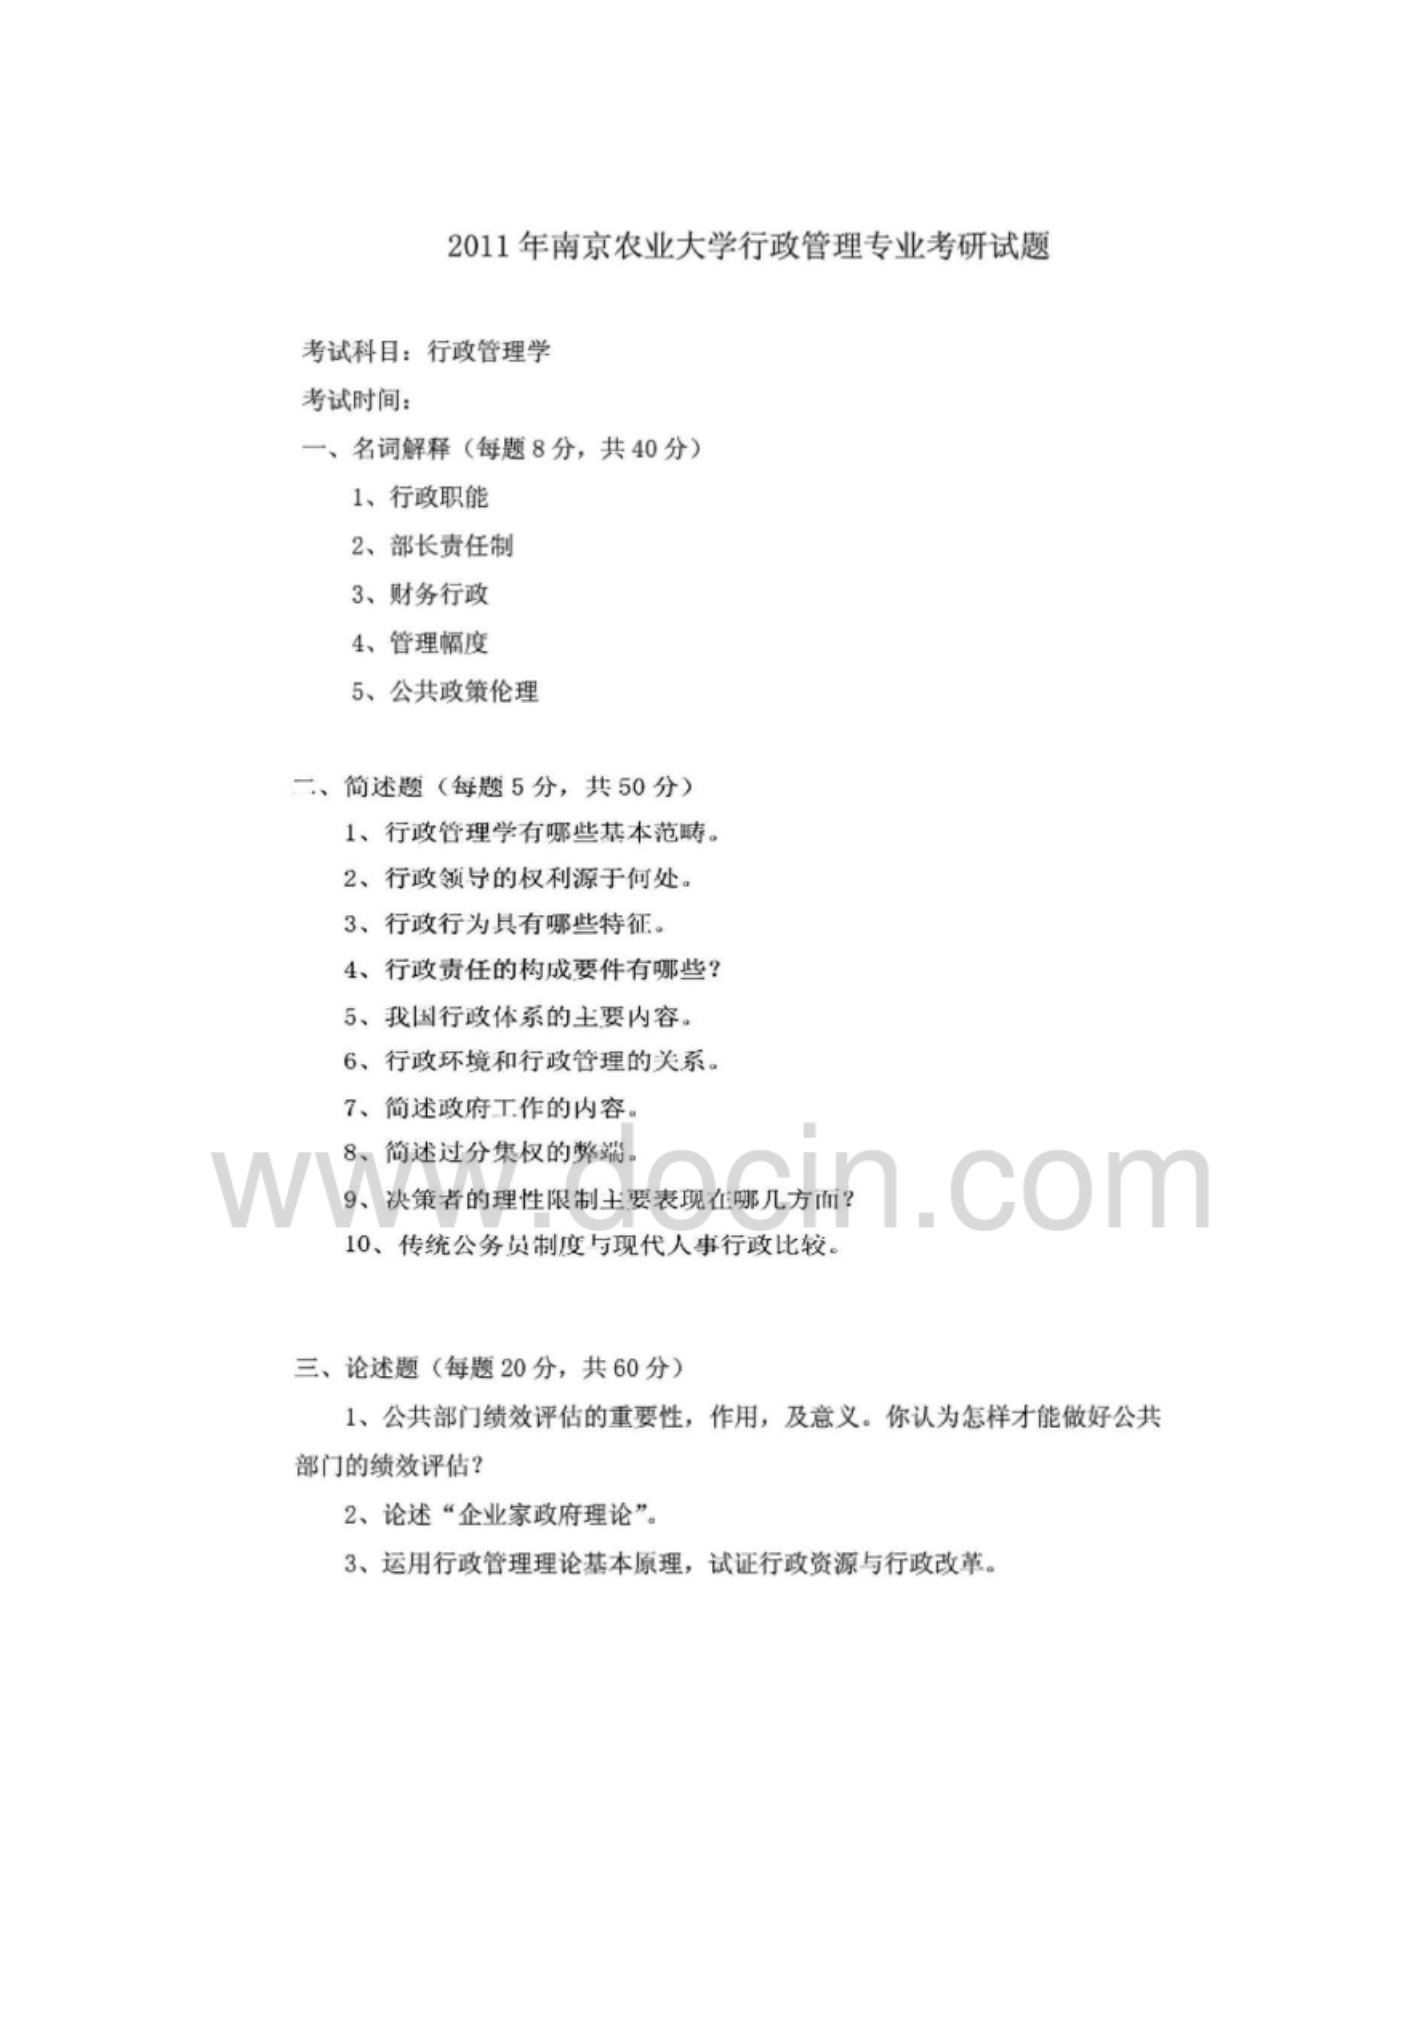 2011 年南京农业大学行政管理专业考研试题
考试科目：行政管理学
考试时间：
一、名词解释（每题 8 分，共 40 分）
1、行政职能
2、部长责任制
3、财务行政
4、管理幅度
5、公共政策伦理
二、简述题（每题 5 分，共 50 分）
1、行政管理学有哪些基本范畴。
2、行政领导的权利源于何处。
3、行政行为具有哪些特征。
4、行政责任的构成要件有哪些？
5、我国行政体系的主要内容。
6、行政环境和行政管理的关系。
7、简述政府工作的内容。
8、简述过分集权的弊端。
www.docin.com
9、决策者的理性限制主要表现在哪几方面？
10、传统公务员制度与现代人事行政比较。
三、论述题（每题 20 分，共 60 分）
1、公共部门绩效评估的重要性，作用，及意义。你认为怎样才能做好公共
部门的绩效评估？
2、论述“企业家政府理论”。
3、运用行政管理理论基本原理，试证行政资源与行政改革。